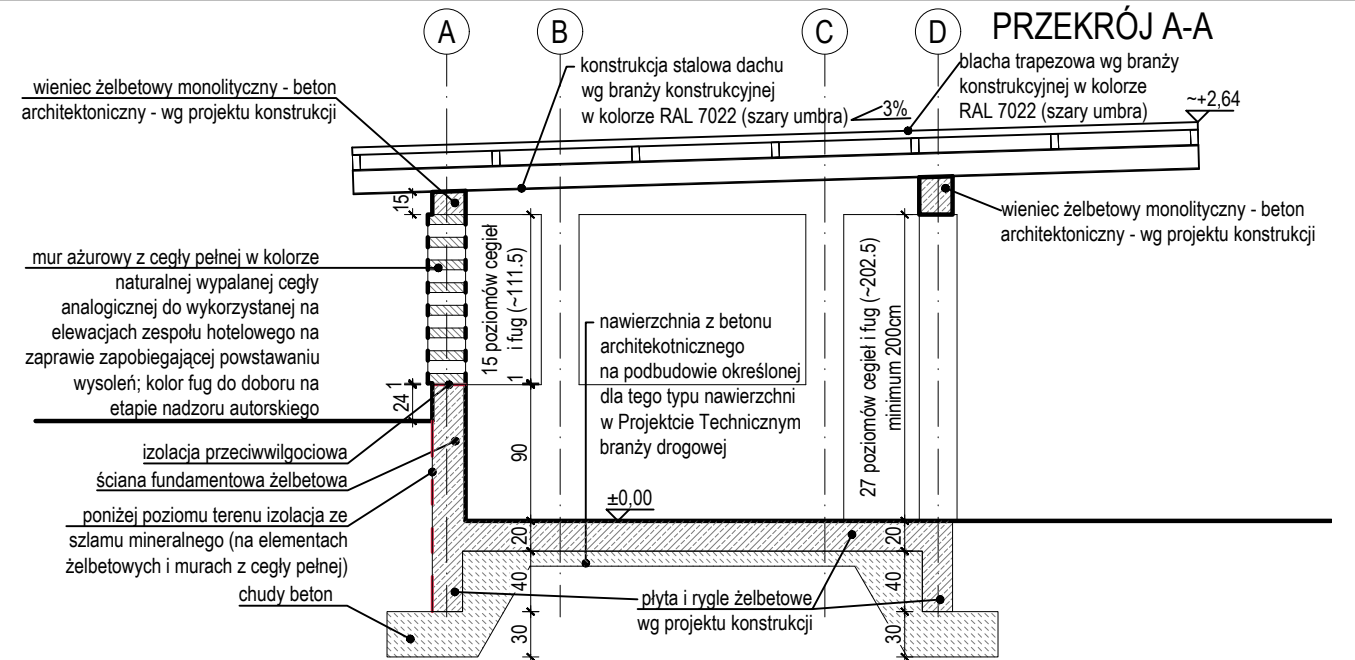 A
B
C
D
PRZEKRÓJ A-A
wieniec żelbetowy monolityczny - beton
architektoniczny - wg projektu konstrukcji
konstrukcja stalowa dachu
wg branży konstrukcyjnej
w kolorze RAL 7022 (szary umbra)
3%
blacha trapezowa wg branży
konstrukcyjnej w kolorze
RAL 7022 (szary umbra)
~+2,64
15
wieniec żelbetowy monolityczny - beton
architektoniczny - wg projektu konstrukcji
mur ażurowy z cegły pełnej w kolorze
naturalnej wypalanej cegły
analogicznej do wykorzystanej na
elewacjach zespołu hotelowego na
zaprawie zapobiegającej powstawaniu
wysoleń; kolor fug do doboru na
etapie nadzoru autorskiego
15 poziomów cegieł
i fug (~111.5)
nawierzchnia z betonu
architekotnicznego
na podbudowie określonej
dla tego typu nawierzchni
w Projektcie Technicznym
branży drogowej
27 poziomów cegieł i fug (~202.5)
minimum 200cm
1
1
24
90
izolacja przeciwwilgociowa
ściana fundamentowa żelbetowa
±0,00
poniżej poziomu terenu izolacja ze
szlamu mineralnego (na elementach
żelbetowych i murach z cegły pełnej)
20
20
chudy beton
40
40
płyta i rygle żelbetowe
wg projektu konstrukcji
30
30